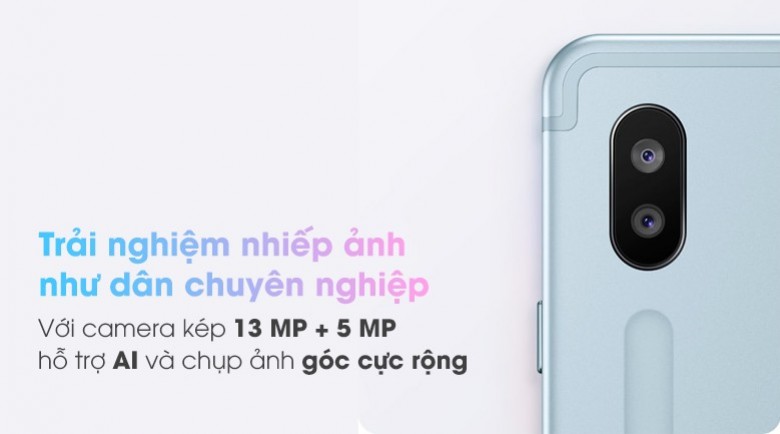 Trải nghiệm nhiếp ảnh
như dân chuyên nghiệp
Với camera kép 13 MP + 5 MP
hỗ trợ AI và chụp ảnh góc cực rộng